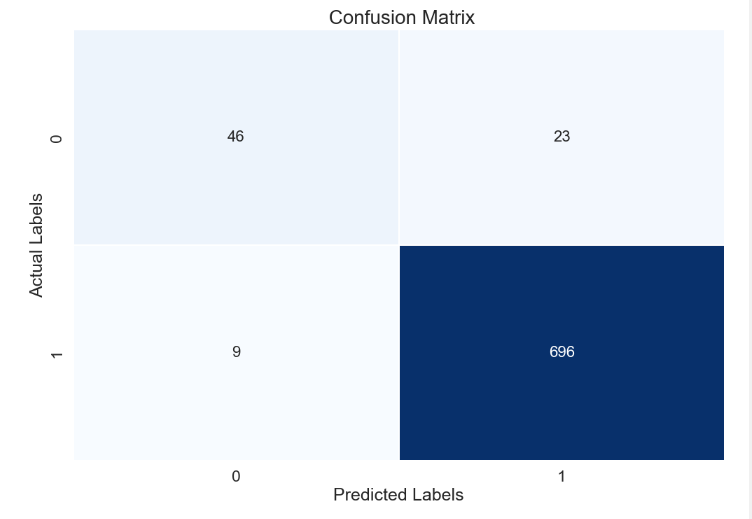 Confusion Matrix
Actual Labels
0
46
23
1
9
696
0
1
Predicted Labels